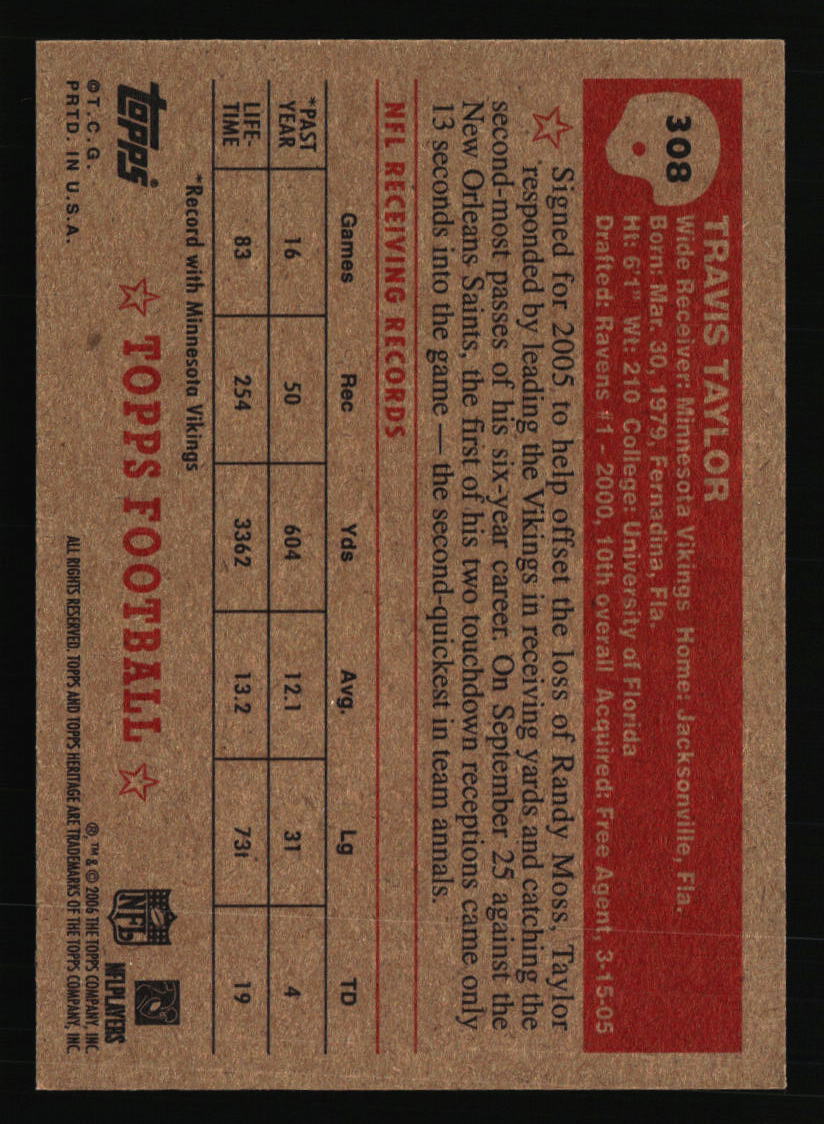 308
TRAVIS TAYLOR
Wide Receiver: Minnesota Vikings Home: Jacksonville, Fla.
Born: Mar. 30, 1979, Fernadina, Fla.
Ht: 6'1" Wt: 210 College: University of Florida
Drafted: Ravens #1 - 2000, 10th overall Acquired: Free Agent, 3-15-05
Signed for 2005 to help offset the loss of Randy Moss, Taylor
responded by leading the Vikings in receiving yards and catching the
second-most passes of his six-year career. On September 25 against the
New Orleans Saints, the first of his two touchdown receptions came only
13 seconds into the game — the second-quickest in team annals.
NFL RECEIVING RECORDS
Games Rec Yds Avg. Lg TD
*PAST YEAR 16 50 604 12.1 31 4
LIFE-TIME 83 254 3362 13.2 73t 19
*Record with Minnesota Vikings
topps
©T.C.G.
PRTD. IN U.S.A.
TOPPS FOOTBALL
NFL
NFLPLAYERS
®, ™ & © 2006 THE TOPPS COMPANY, INC.
ALL RIGHTS RESERVED. TOPPS AND TOPPS HERITAGE ARE TRADEMARKS OF THE TOPPS COMPANY, INC.